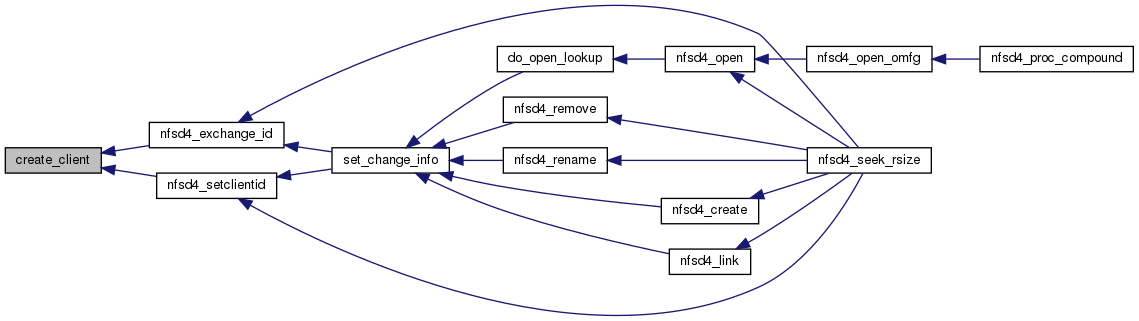 create_client
nfsd4_exchange_id
nfsd4_setclientid
set_change_info
do_open_lookup
nfsd4_remove
nfsd4_rename
nfsd4_create
nfsd4_link
nfsd4_open
nfsd4_open_omfg
nfsd4_seek_rsize
nfsd4_proc_compound